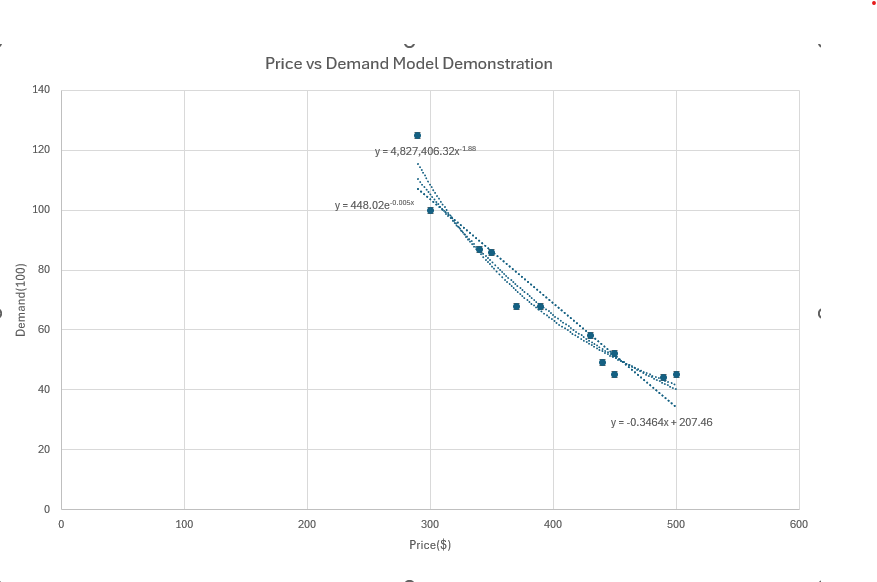 Price vs Demand Model Demonstration
140
120
100
80
60
40
20
0
Demand(100)
y = 4,827,406.32x^-1.88
y = 448.02e^-0.005x
y = -0.3464x + 207.46
0 100 200 300 400 500 600
Price($)